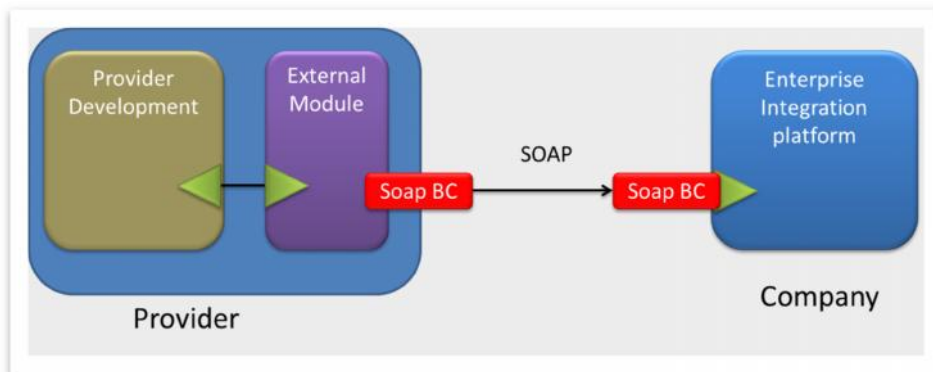 Provider
Development
External
Module
Enterprise
Integration
platform
SOAP
Soap BC
Soap BC
Company
Provider